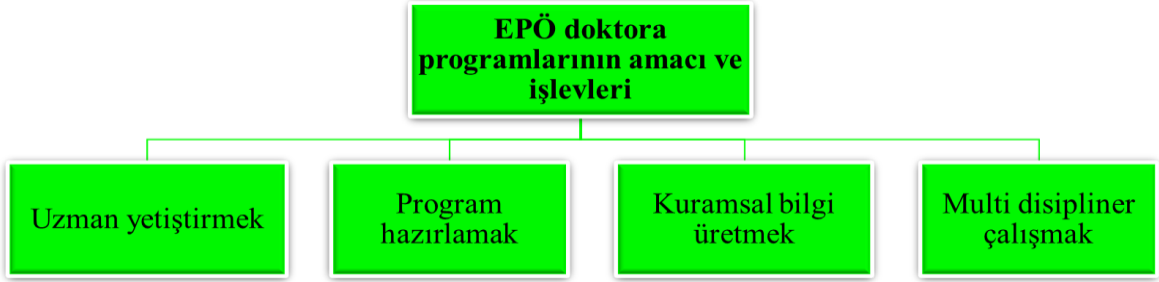 EPÖ doktora
programlarının amacı ve
işlevleri
Uzman yetiştirmek
Program
hazırlamak
Kuramsal bilgi
üretmek
Multi disipliner
çalışmak